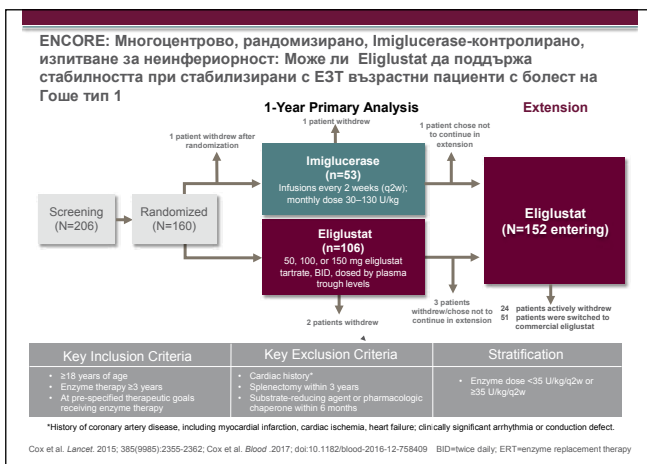 ENCORE: Многоцентрово, рандомизирано, Imiglucerase-контролирано,
изпитване за неинфериорност: Може ли Eliglustat да поддържа
стабилността при стабилизирани с ЕЗТ възрастни пациенти с болест на
Гоше тип 1
1-Year Primary Analysis
Extension
1 patient withdrew after
randomization
1 patient withdrew
1 patient chose not
to continue in
extension
Screening
(N=206)
Randomized
(N=160)
Imiglucerase
(n=53)
Infusions every 2 weeks (q2w);
monthly dose 30–130 U/kg
Eliglustat
(n=106)
50, 100, or 150 mg eliglustat
tartrate, BID, dosed by plasma
trough levels
Eliglustat
(N=152 entering)
2 patients withdrew
3 patients
withdrew/chose not to
continue in extension
24 patients actively withdrew
51 patients were switched to
commercial eliglustat
Key Inclusion Criteria
• ≥18 years of age
• Enzyme therapy ≥3 years
• At pre-specified therapeutic goals
receiving enzyme therapy
Key Exclusion Criteria
• Cardiac history*
• Splenectomy within 3 years
• Substrate-reducing agent or pharmacologic
chaperone within 6 months
Stratification
• Enzyme dose <35 U/kg/q2w or
≥35 U/kg/q2w
*History of coronary artery disease, including myocardial infarction, cardiac ischemia, heart failure; clinically significant arrhythmia or conduction defect.
Cox et al. Lancet. 2015; 385(9985):2355-2362; Cox et al. Blood .2017; doi:10.1182/blood-2016-12-758409 BID=twice daily; ERT=enzyme replacement therapy